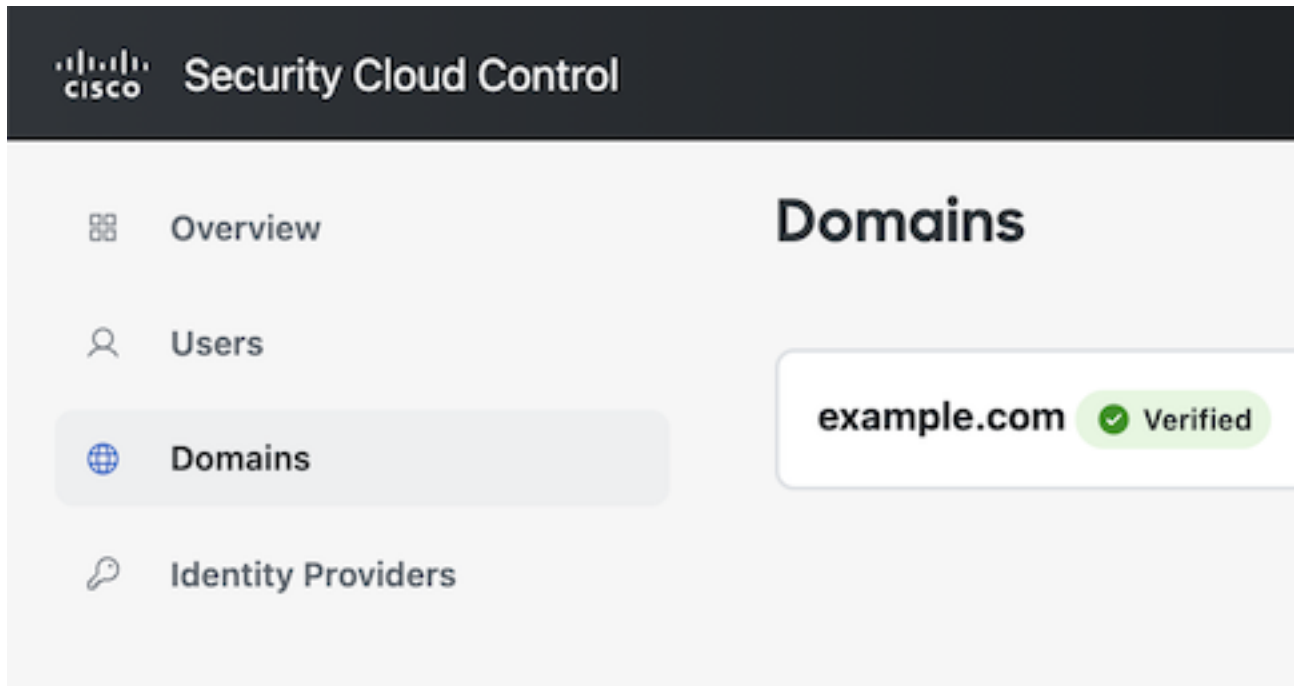 CISCO Security Cloud Control
Overview
Users
Domains
Identity Providers
Domains
example.com Verified